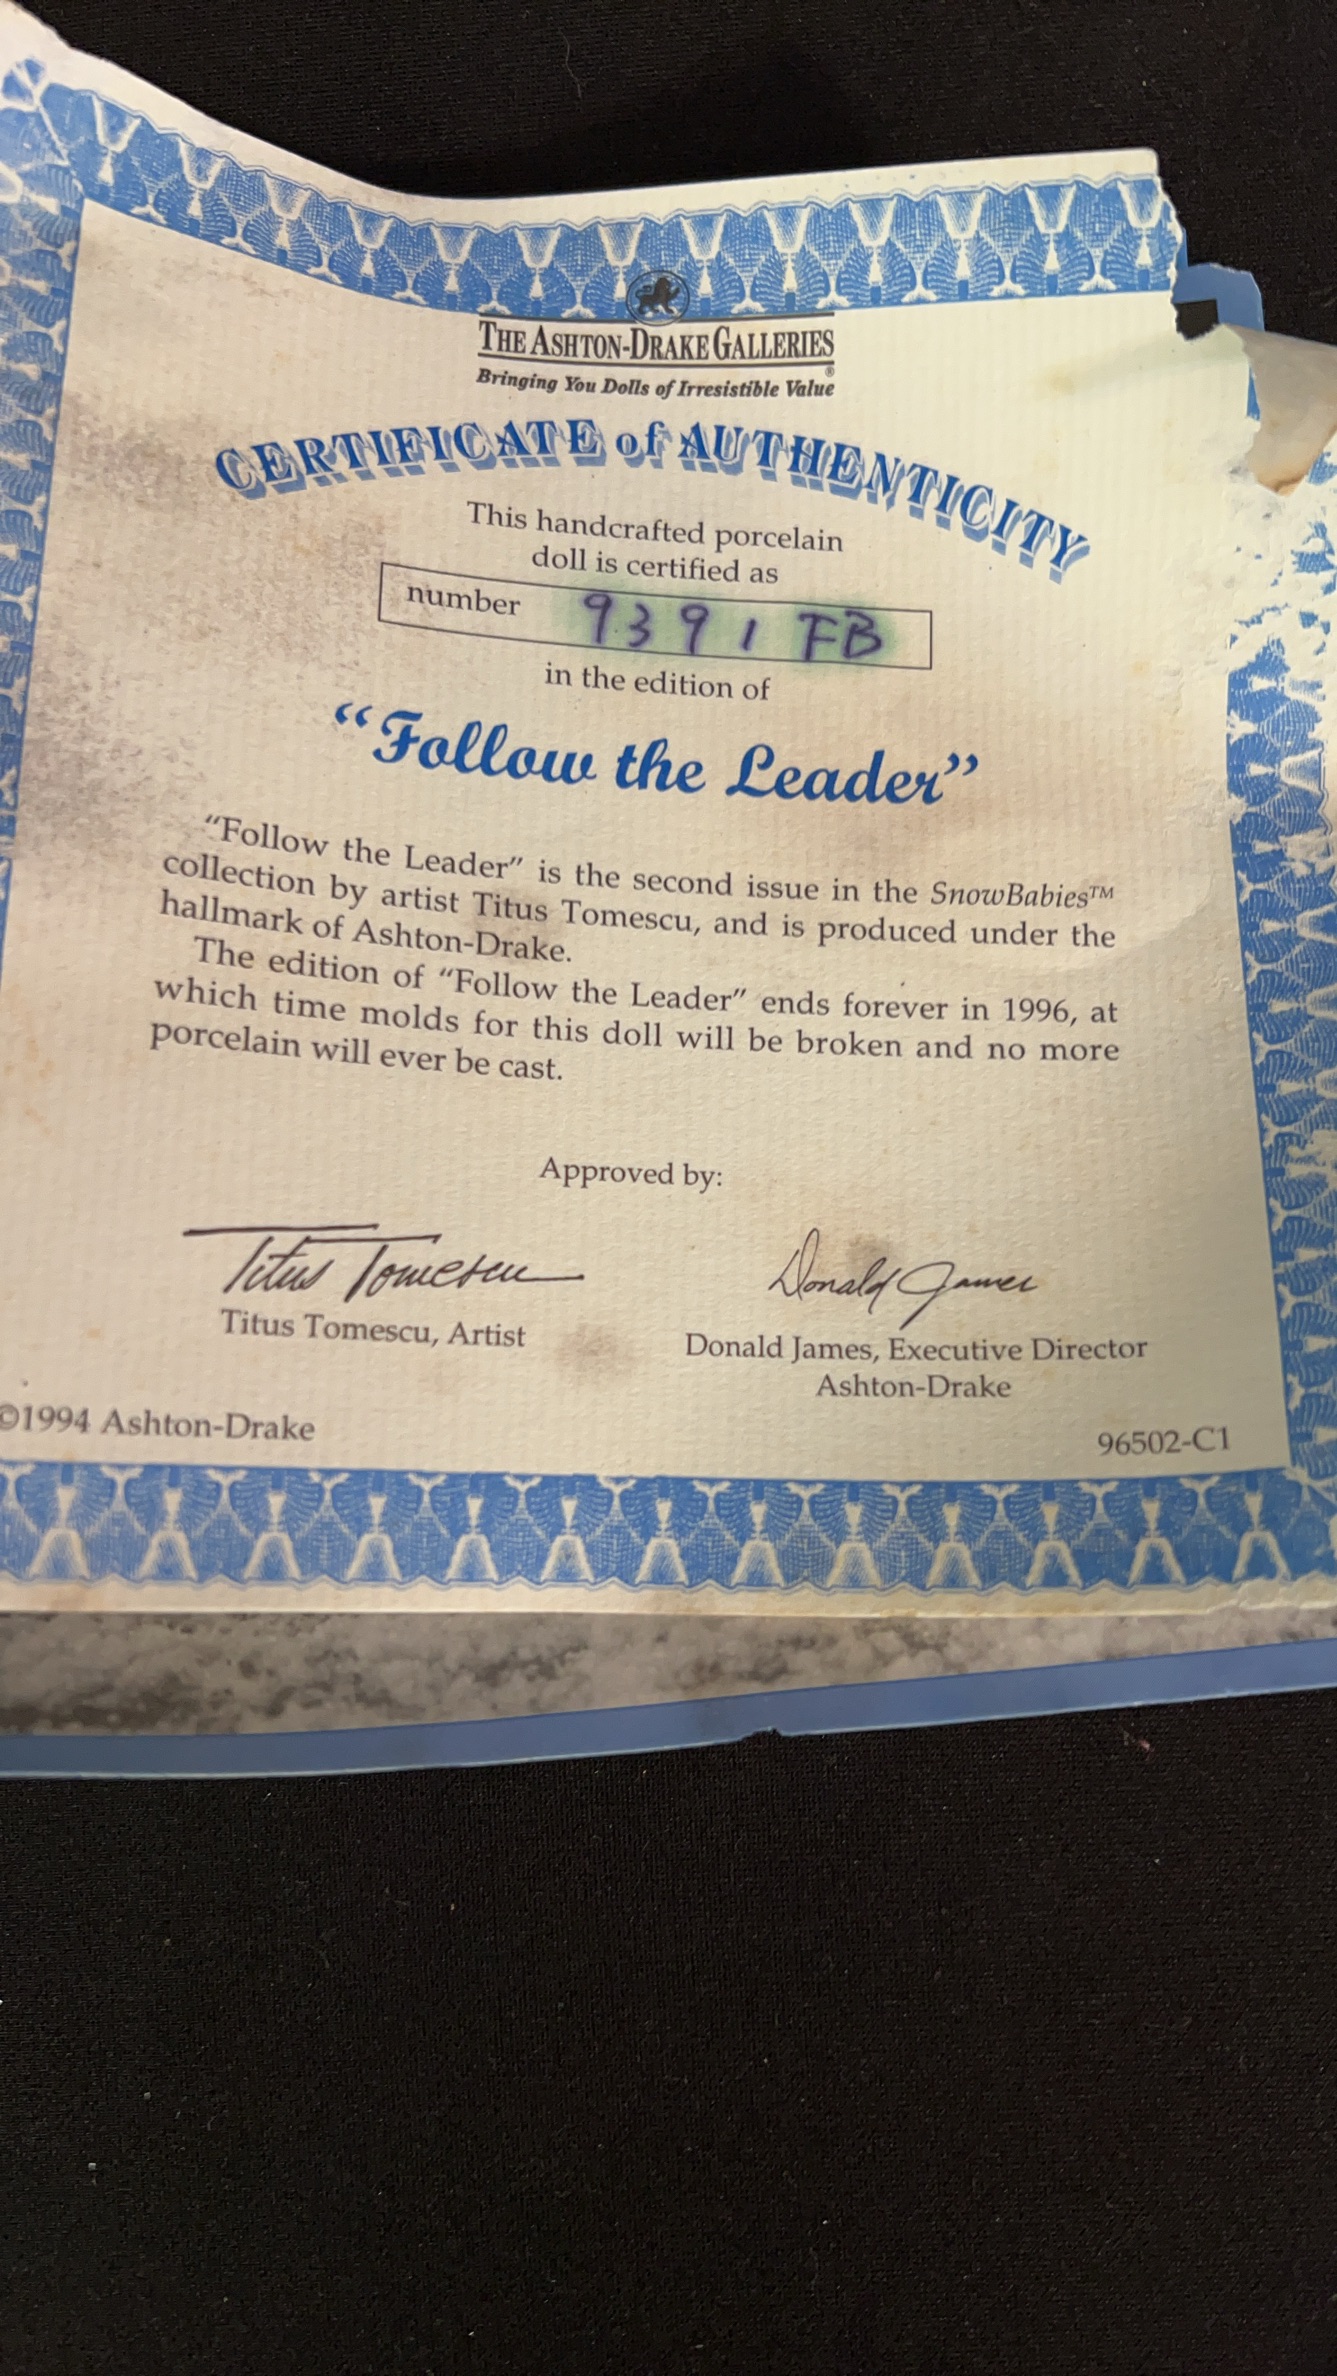 THE ASHTON-DRAKE GALLERIES
Bringing You Dolls of Irresistible Value®
CERTIFICATE of AUTHENTICITY
This handcrafted porcelain
doll is certified as
number 9391 FB
in the edition of
“Follow the Leader”
“Follow the Leader” is the second issue in the SnowBabies™
collection by artist Titus Tomescu, and is produced under the
hallmark of Ashton-Drake.
The edition of “Follow the Leader” ends forever in 1996, at
which time molds for this doll will be broken and no more
porcelain will ever be cast.
Approved by:
Titus Tomescu
Donald James
Titus Tomescu, Artist
Donald James, Executive Director
Ashton-Drake
©1994 Ashton-Drake
96502-C1